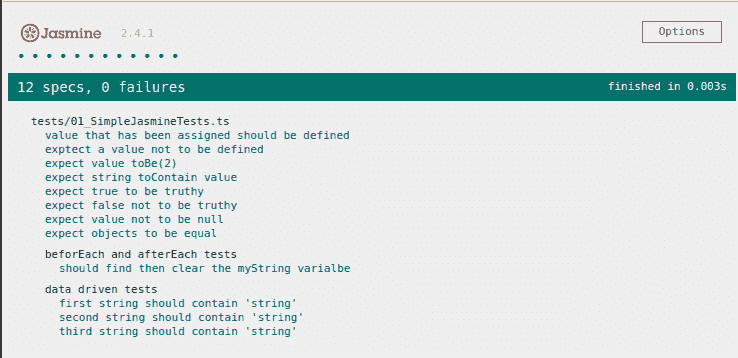 Jasmine 2.4.1 Options
12 specs, 0 failures finished in 0.003s
tests/01_SimpleJasmineTests.ts
value that has been assigned should be defined
exptect a value not to be defined
expect value toBe(2)
expect string toContain value
expect true to be truthy
expect false not to be truthy
expect value not to be null
expect objects to be equal
beforEach and afterEach tests
should find then clear the myString varialbe
data driven tests
first string should contain 'string'
second string should contain 'string'
third string should contain 'string'